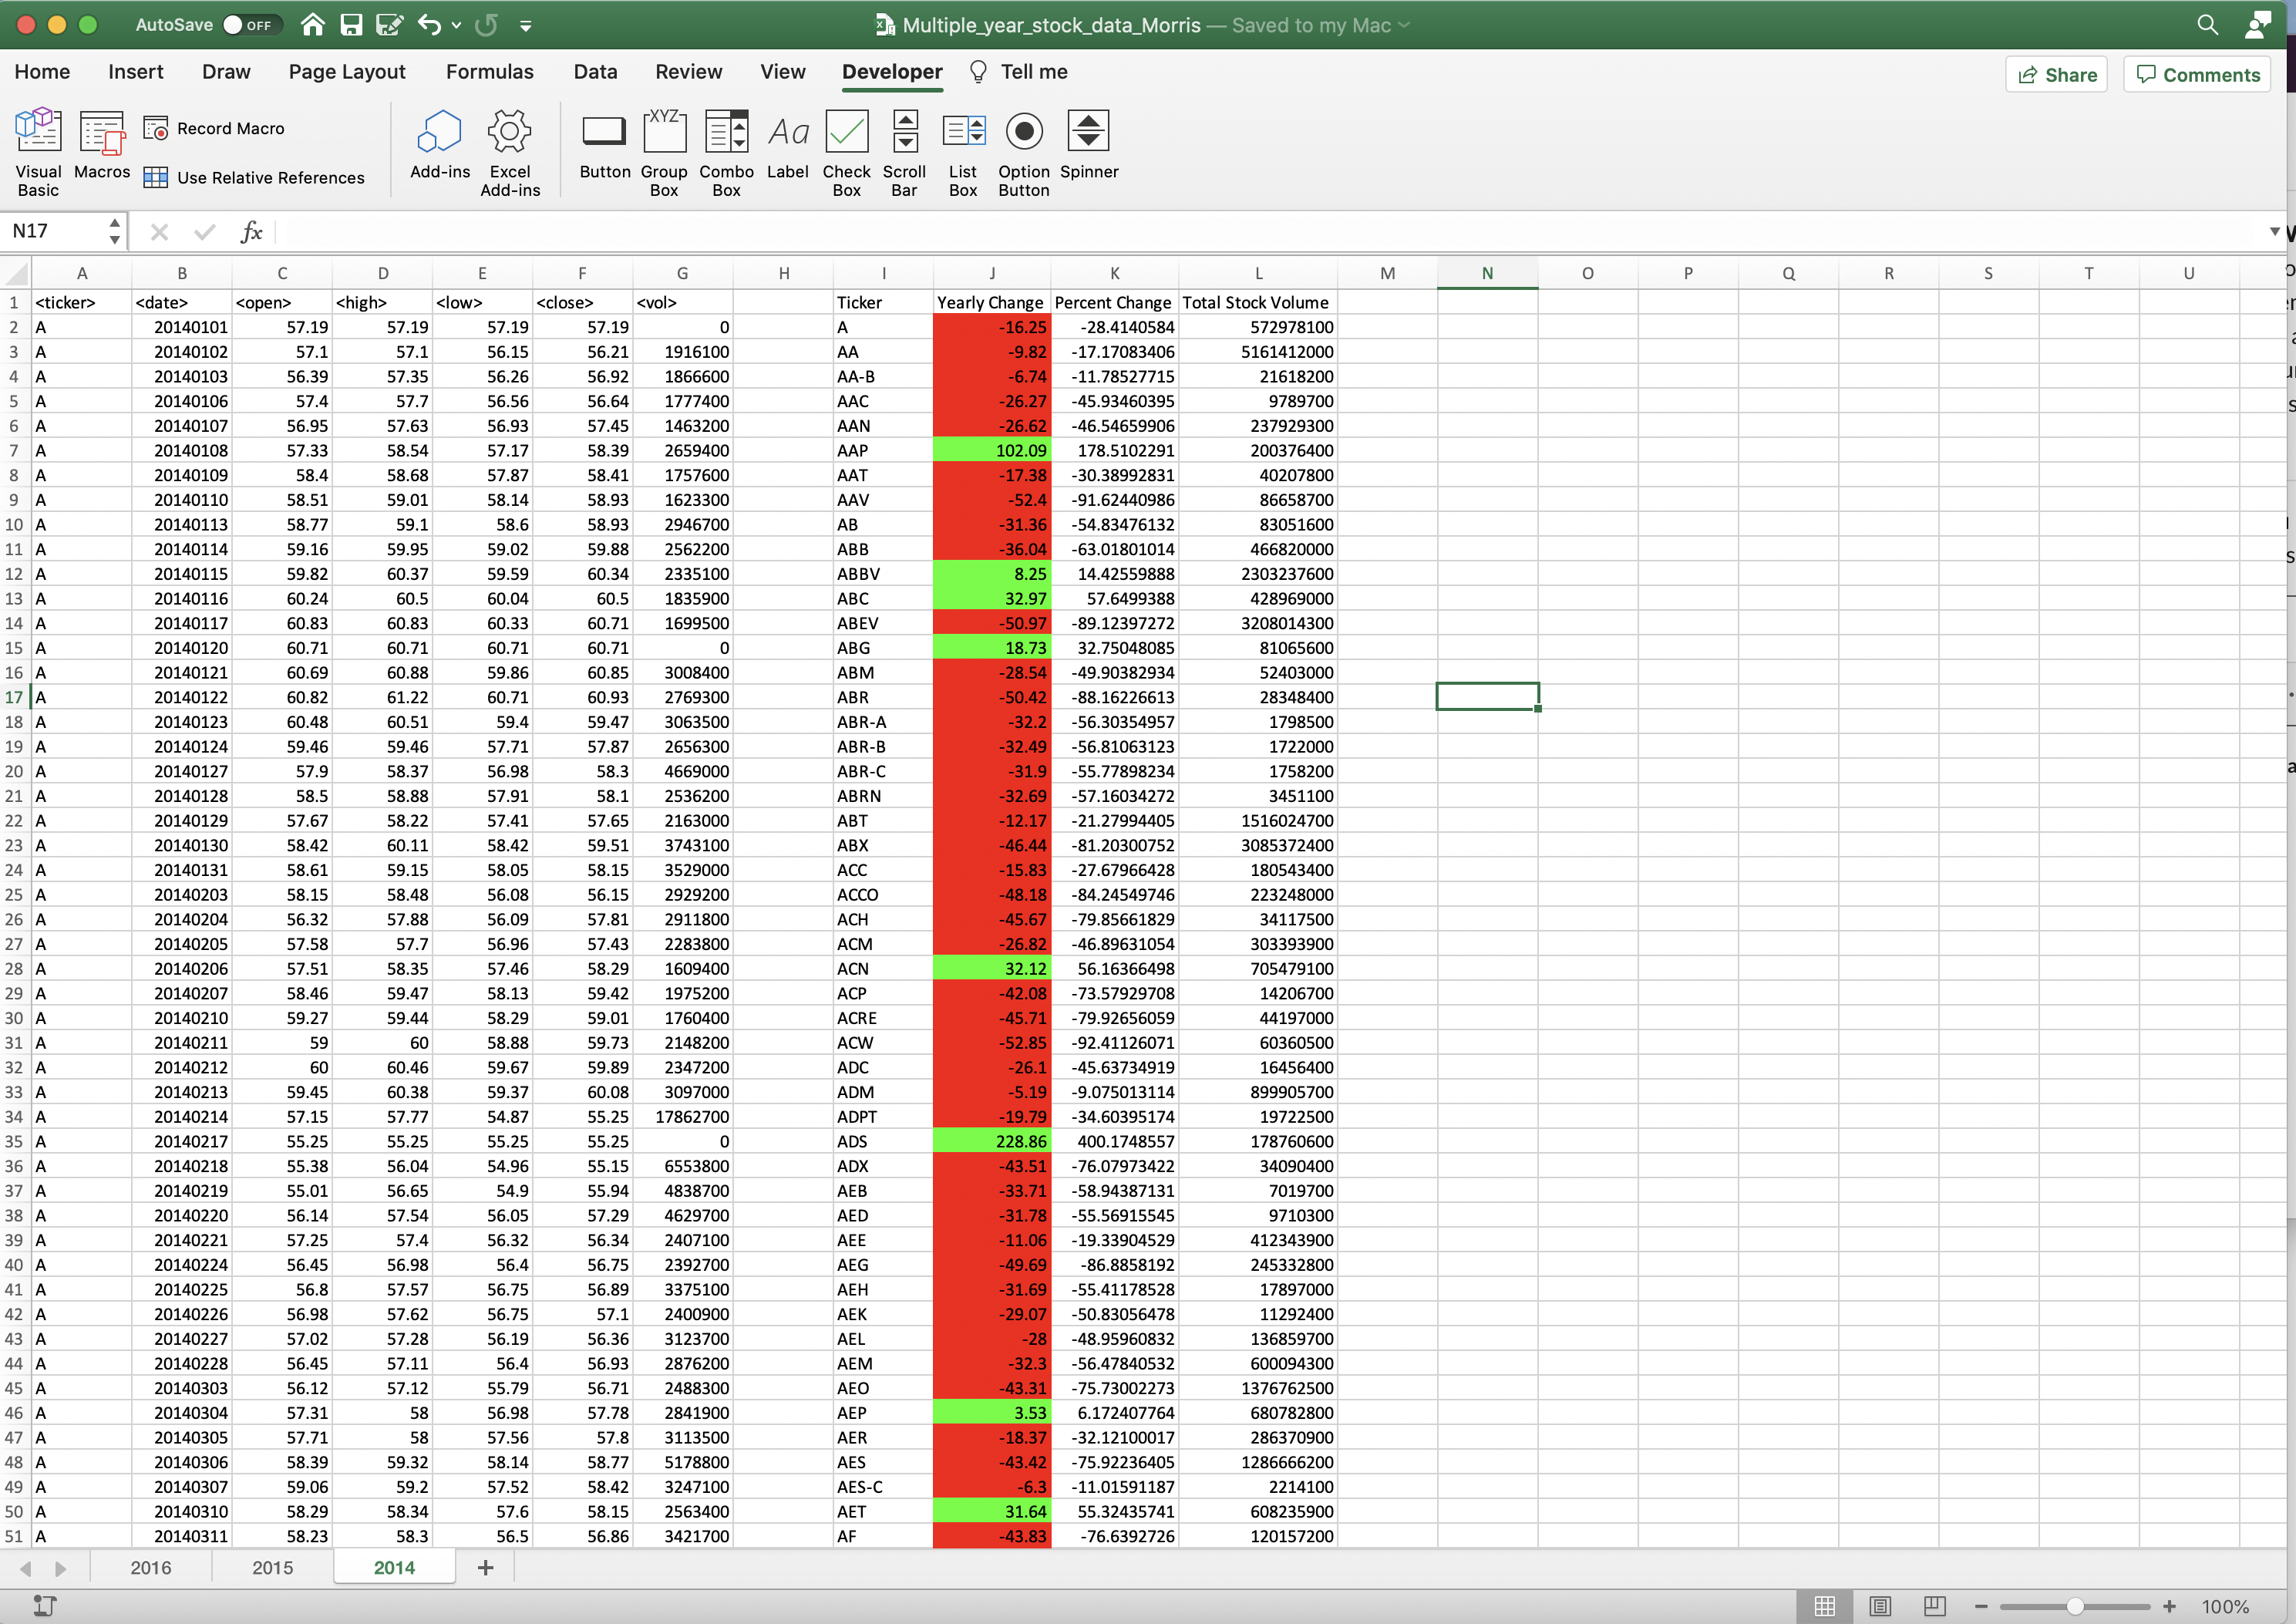 AutoSave OFF Multiple_year_stock_data_Morris — Saved to my Mac
Home Insert Draw Page Layout Formulas Data Review View Developer Tell me Share Comments
Visual Basic Macros Record Macro Use Relative References Add-ins Excel Add-ins Button Group Box Combo Box Label Check Box Scroll Bar List Box Option Button Spinner
XYZ Aa
N17 fx
A B C D E F G H I J K L M N O P Q R S T U
1 <ticker> <date> <open> <high> <low> <close> <vol> Ticker Yearly Change Percent Change Total Stock Volume
2 A 20140101 57.19 57.19 57.19 57.19 0 A -16.25 -28.4140584 572978100
3 A 20140102 57.1 57.1 56.15 56.21 1916100 AA -9.82 -17.17083406 5161412000
4 A 20140103 56.39 57.35 56.26 56.92 1866600 AA-B -6.74 -11.78527715 21618200
5 A 20140106 57.4 57.7 56.56 56.64 1777400 AAC -26.27 -45.93460395 9789700
6 A 20140107 56.95 57.63 56.93 57.45 1463200 AAN -26.62 -46.54659906 237929300
7 A 20140108 57.33 58.54 57.17 58.39 2659400 AAP 102.09 178.5102291 200376400
8 A 20140109 58.4 58.68 57.87 58.41 1757600 AAT -17.38 -30.38992831 40207800
9 A 20140110 58.51 59.01 58.14 58.93 1623300 AAV -52.4 -91.62440986 86658700
10 A 20140113 58.77 59.1 58.6 58.93 2946700 AB -31.36 -54.83476132 83051600
11 A 20140114 59.16 59.95 59.02 59.88 2562200 ABB -36.04 -63.01801014 466820000
12 A 20140115 59.82 60.37 59.59 60.34 2335100 ABBV 8.25 14.42559888 2303237600
13 A 20140116 60.24 60.5 60.04 60.5 1835900 ABC 32.97 57.6499388 428969000
14 A 20140117 60.83 60.83 60.33 60.71 1699500 ABEV -50.97 -89.12397272 3208014300
15 A 20140120 60.71 60.71 60.71 60.71 0 ABG 18.73 32.75048085 81065600
16 A 20140121 60.69 60.88 59.86 60.85 3008400 ABM -28.54 -49.90382934 52403000
17 A 20140122 60.82 61.22 60.71 60.93 2769300 ABR -50.42 -88.16226613 28348400
18 A 20140123 60.48 60.51 59.4 59.47 3063500 ABR-A -32.2 -56.30354957 1798500
19 A 20140124 59.46 59.46 57.71 57.87 2656300 ABR-B -32.49 -56.81063123 1722000
20 A 20140127 57.9 58.37 56.98 58.3 4669000 ABR-C -31.9 -55.77898234 1758200
21 A 20140128 58.5 58.88 57.91 58.1 2536200 ABRN -32.69 -57.16034272 3451100
22 A 20140129 57.67 58.22 57.41 57.65 2163000 ABT -12.17 -21.27994405 1516024700
23 A 20140130 58.42 60.11 58.42 59.51 3743100 ABX -46.44 -81.20300752 3085372400
24 A 20140131 58.61 59.15 58.05 58.15 3529000 ACC -15.83 -27.67966428 180543400
25 A 20140203 58.15 58.48 56.08 56.15 2929200 ACCO -48.18 -84.24549746 223248000
26 A 20140204 56.32 57.88 56.09 57.81 2911800 ACH -45.67 -79.85661829 34117500
27 A 20140205 57.58 57.7 56.96 57.43 2283800 ACM -26.82 -46.89631054 303393900
28 A 20140206 57.51 58.35 57.46 58.29 1609400 ACN 32.12 56.16366498 705479100
29 A 20140207 58.46 59.47 58.13 59.42 1975200 ACP -42.08 -73.57929708 14206700
30 A 20140210 59.27 59.44 58.29 59.01 1760400 ACRE -45.71 -79.92656059 44197000
31 A 20140211 59 60 58.88 59.73 2148200 ACW -52.85 -92.41126071 60360500
32 A 20140212 60 60.46 59.67 59.89 2347200 ADC -26.1 -45.63734919 16456400
33 A 20140213 59.45 60.38 59.37 60.08 3097000 ADM -5.19 -9.075013114 899905700
34 A 20140214 57.15 57.77 54.87 55.25 17862700 ADPT -19.79 -34.60395174 19722500
35 A 20140217 55.25 55.25 55.25 55.25 0 ADS 228.86 400.1748557 178760600
36 A 20140218 55.38 56.04 54.96 55.15 6553800 ADX -43.51 -76.07973422 34090400
37 A 20140219 55.01 56.65 54.9 55.94 4838700 AEB -33.71 -58.94387131 7019700
38 A 20140220 56.14 57.54 56.05 57.29 4629700 AED -31.78 -55.56915545 9710300
39 A 20140221 57.25 57.4 56.32 56.34 2407100 AEE -11.06 -19.33904529 412343900
40 A 20140224 56.45 56.98 56.4 56.75 2392700 AEG -49.69 -86.8858192 245332800
41 A 20140225 56.8 57.57 56.75 56.89 3375100 AEH -31.69 -55.41178528 17897000
42 A 20140226 56.98 57.62 56.75 57.1 2400900 AEK -29.07 -50.83056478 11292400
43 A 20140227 57.02 57.28 56.19 56.36 3123700 AEL -28 -48.95960832 136859700
44 A 20140228 56.45 57.11 56.4 56.93 2876200 AEM -32.3 -56.47840532 600094300
45 A 20140303 56.12 57.12 55.79 56.71 2488300 AEO -43.31 -75.73002273 1376762500
46 A 20140304 57.31 58 56.98 57.78 2841900 AEP 3.53 6.172407764 680782800
47 A 20140305 57.71 58 57.56 57.8 3113500 AER -18.37 -32.12100017 286370900
48 A 20140306 58.39 59.32 58.14 58.77 5178800 AES -43.42 -75.92236405 1286666200
49 A 20140307 59.06 59.2 57.52 58.42 3247100 AES-C -6.3 -11.01591187 2214100
50 A 20140310 58.29 58.34 57.6 58.15 2563400 AET 31.64 55.32435741 608235900
51 A 20140311 58.23 58.3 56.5 56.86 3421700 AF -43.83 -76.6392726 120157200
2016 2015 2014 +
100%